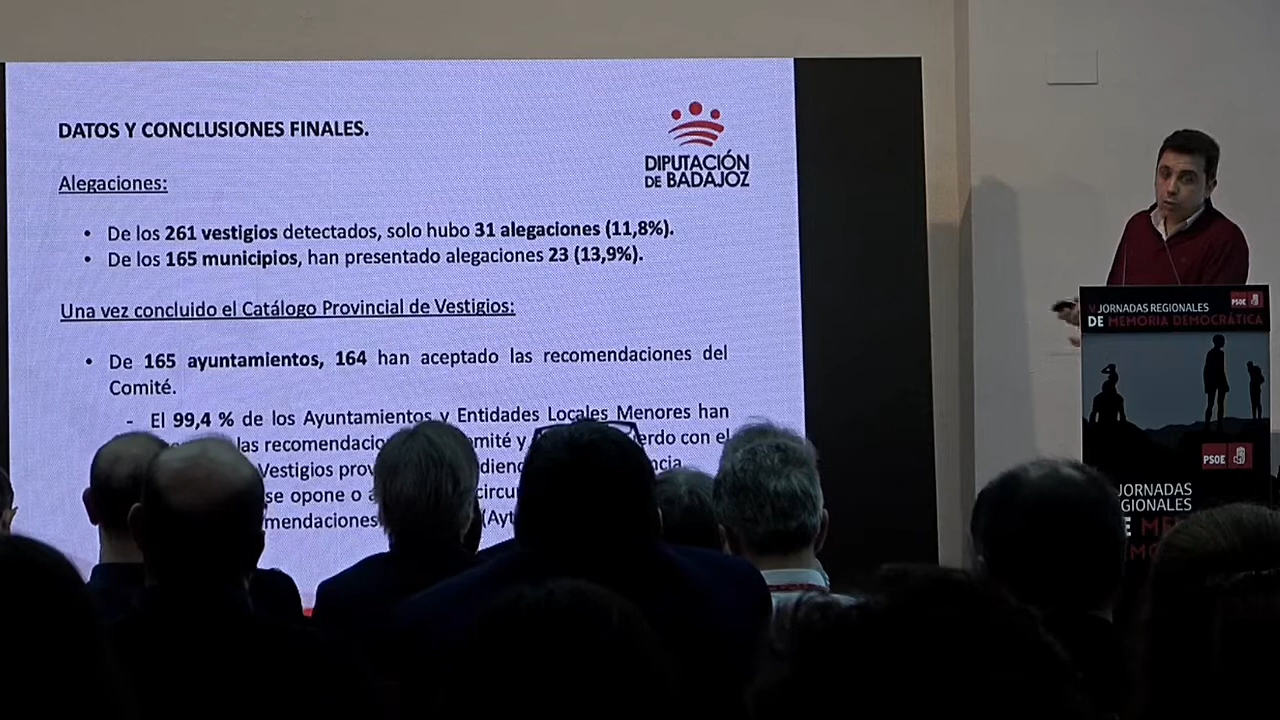 DATOS Y CONCLUSIONES FINALES.
DIPUTACIÓN
DE BADAJOZ
Alegaciones:
• De los 261 vestigios detectados, solo hubo 31 alegaciones (11,8%).
• De los 165 municipios, han presentado alegaciones 23 (13,9%).
Una vez concluido el Catálogo Provincial de Vestigios:
• De 165 ayuntamientos, 164 han aceptado las recomendaciones del
Comité.
- El 99,4 % de los Ayuntamientos y Entidades Locales Menores han
las recomendacio
con el
Vestigios
se opone o
V JORNADAS REGIONALES
DE MEMORIA DEMOCRÁTICA
PSOE
PSOE
JORNADAS